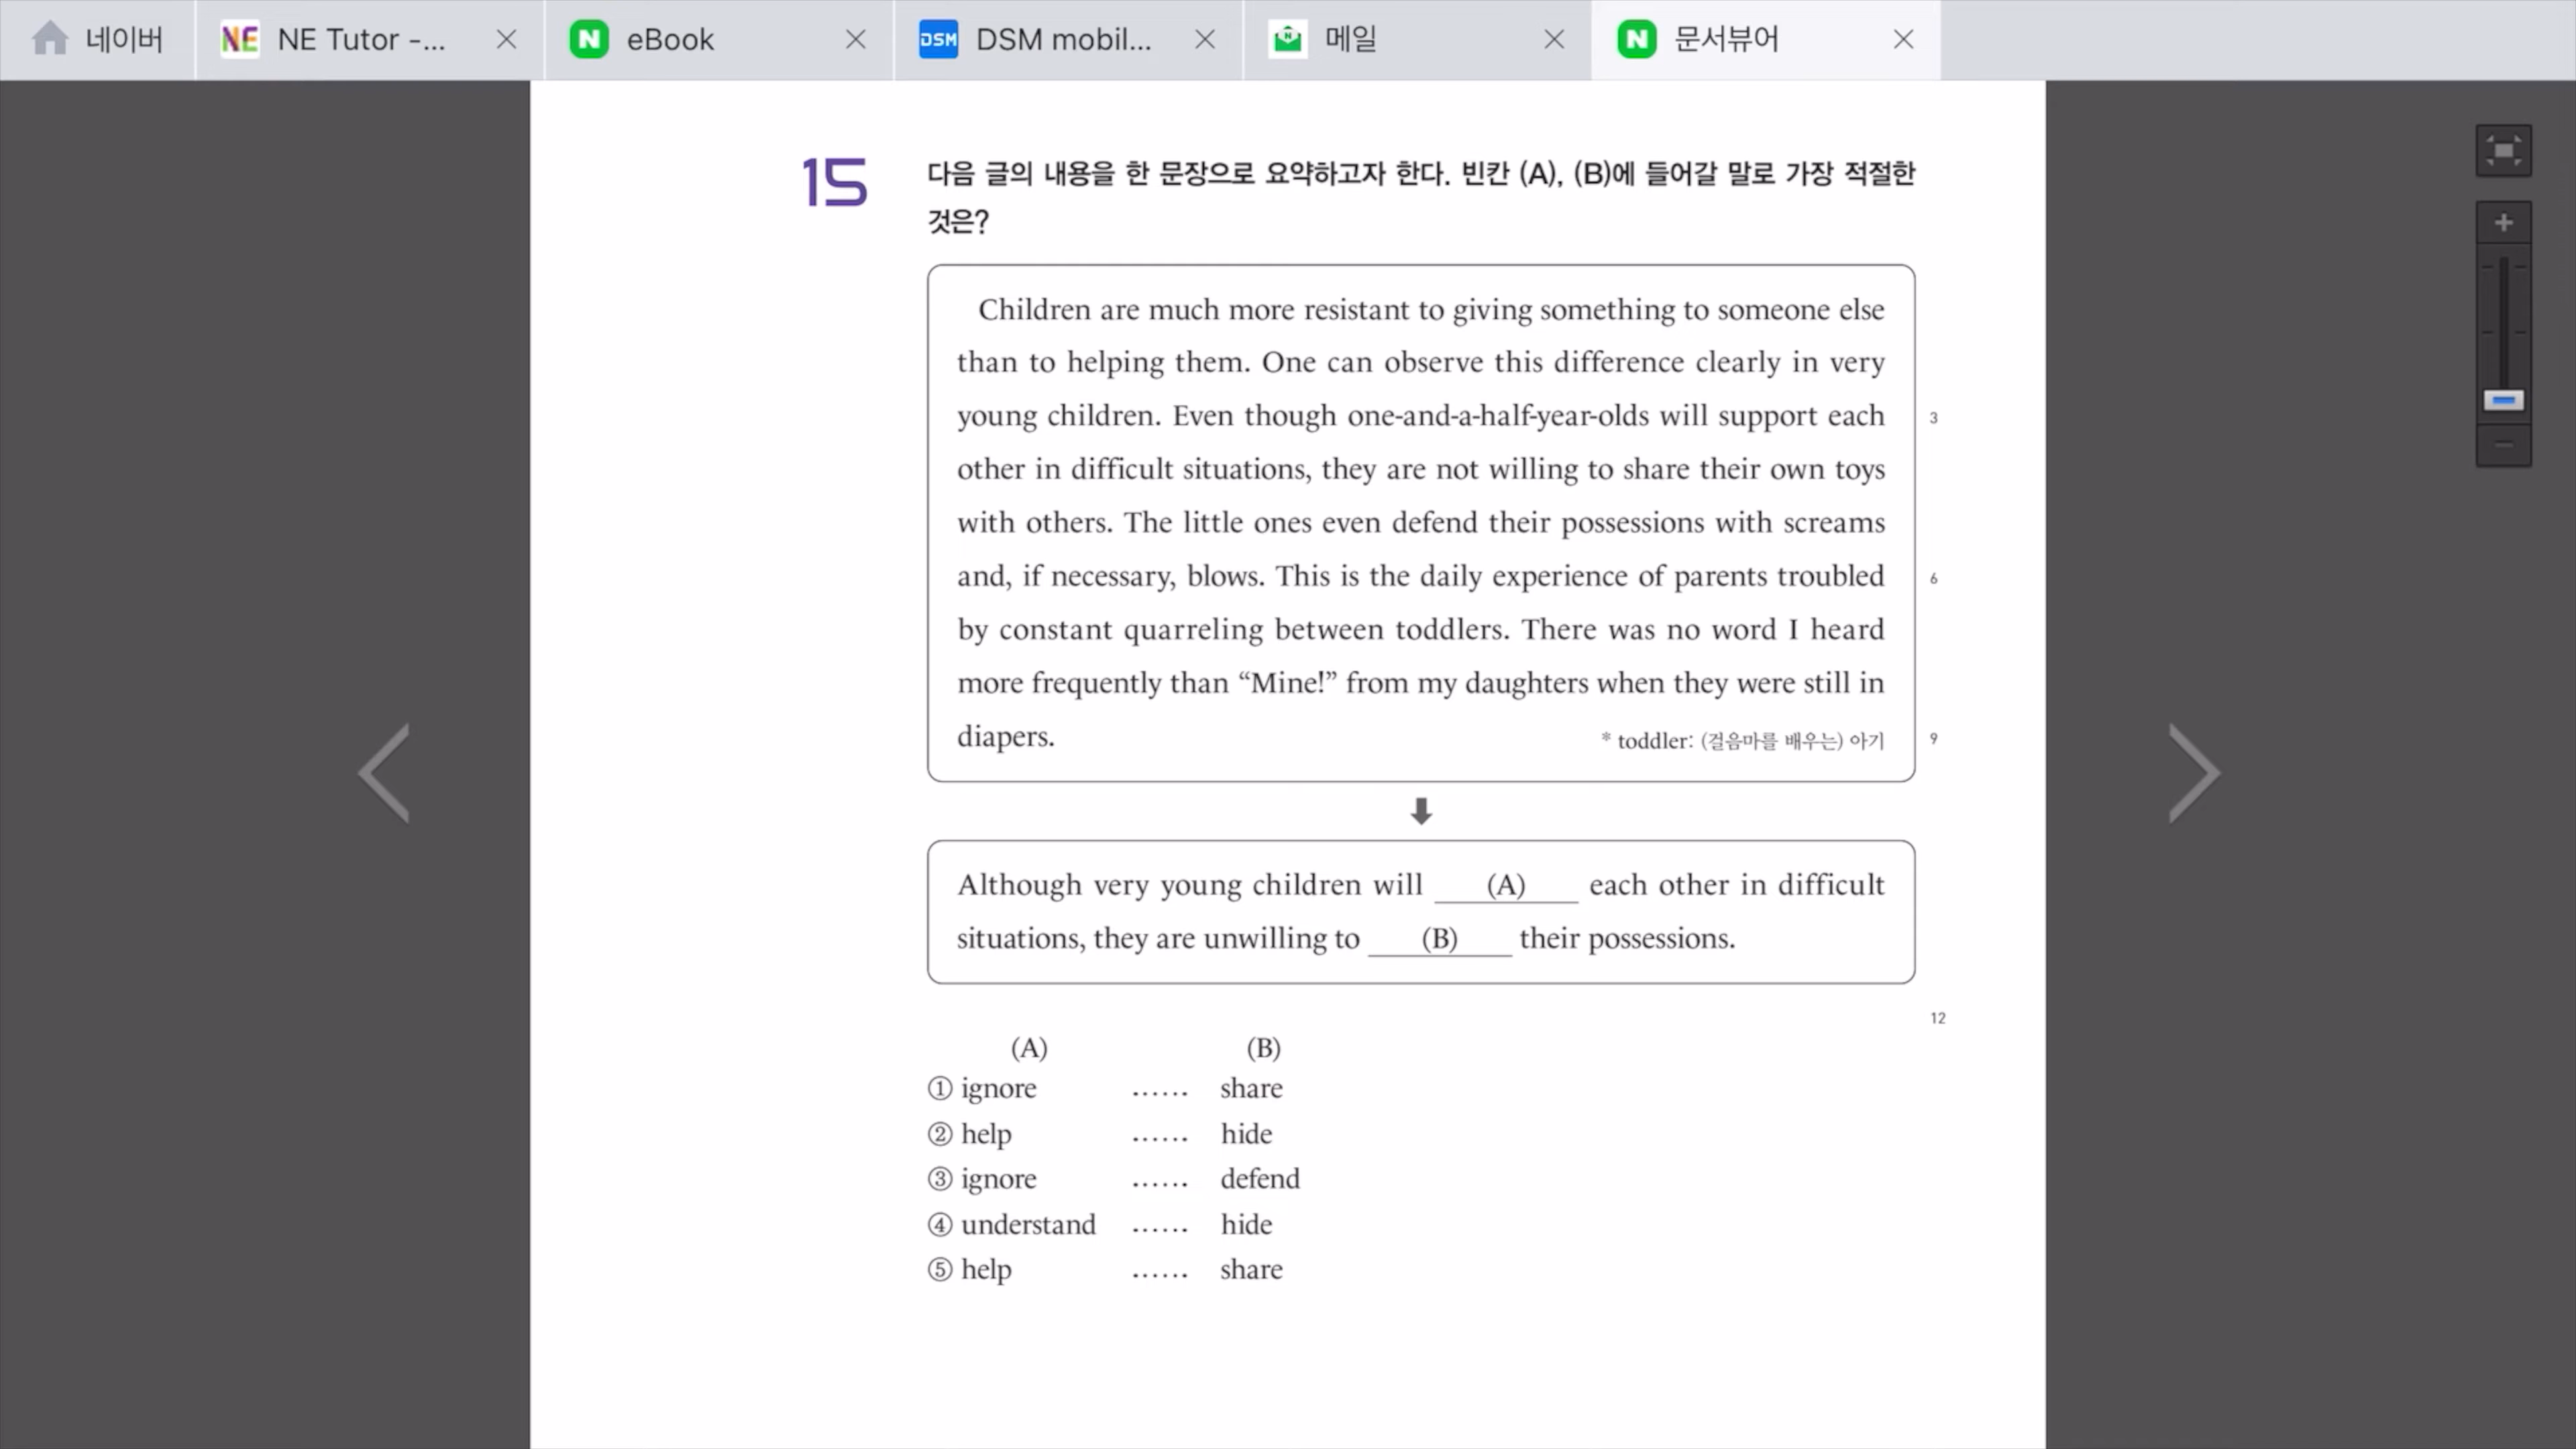 네이버
NE Tutor -...
eBook
DSM mobil...
메일
문서뷰어
15
다음 글의 내용을 한 문장으로 요약하고자 한다. 빈칸 (A), (B)에 들어갈 말로 가장 적절한
것은?
Children are much more resistant to giving something to someone else
than to helping them. One can observe this difference clearly in very
young children. Even though one-and-a-half-year-olds will support each
3
other in difficult situations, they are not willing to share their own toys
with others. The little ones even defend their possessions with screams
and, if necessary, blows. This is the daily experience of parents troubled
6
by constant quarreling between toddlers. There was no word I heard
more frequently than “Mine!” from my daughters when they were still in
diapers.
* toddler: (걸음마를 배우는) 아기
9
Although very young children will (A) each other in difficult
situations, they are unwilling to (B) their possessions.
12
(A) (B)
① ignore ...... share
② help ...... hide
③ ignore ...... defend
④ understand ...... hide
⑤ help ...... share